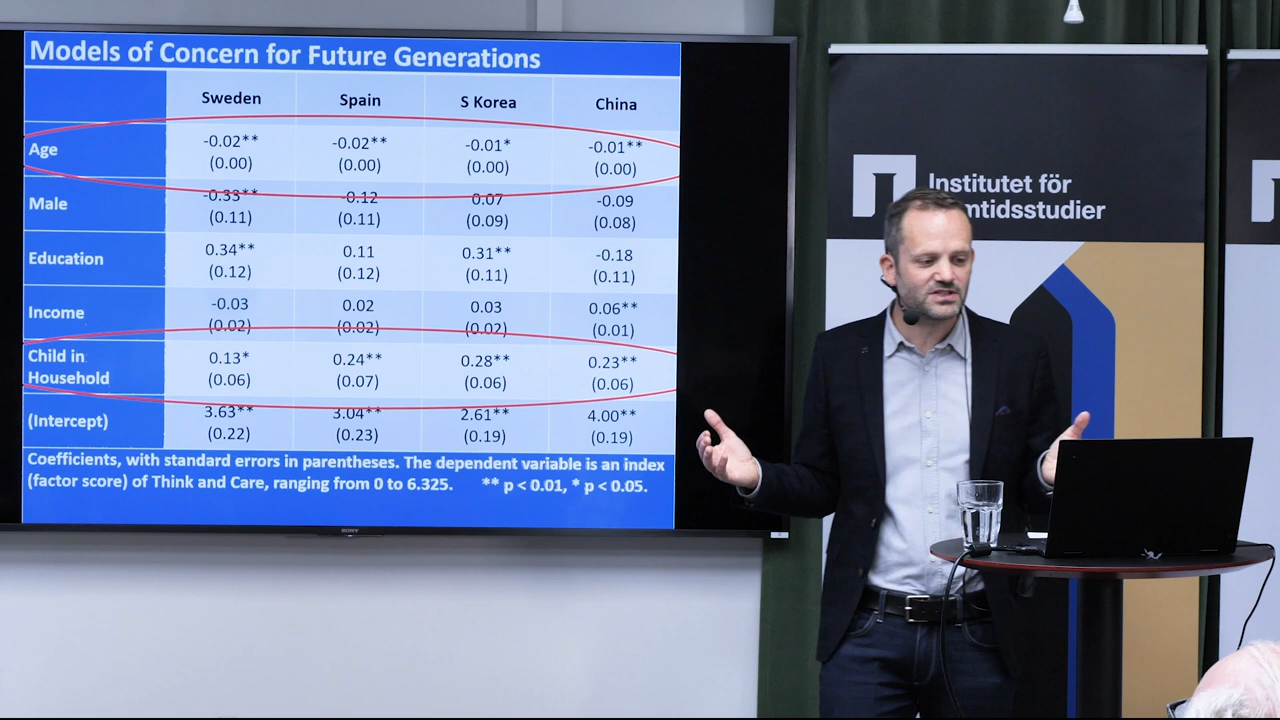 Models of Concern for Future Generations
Sweden Spain S Korea China
Age -0.02** -0.02** -0.01* -0.01**
(0.00) (0.00) (0.00) (0.00)
Male -0.33** -0.12 0.07 -0.09
(0.11) (0.11) (0.09) (0.08)
Education 0.34** 0.11 0.31** -0.18
(0.12) (0.12) (0.11) (0.11)
Income -0.03 0.02 0.03 0.06**
(0.02) (0.02) (0.02) (0.01)
Child in
Household 0.13* 0.24** 0.28** 0.23**
(0.06) (0.07) (0.06) (0.06)
(Intercept) 3.63** 3.04** 2.61** 4.00**
(0.22) (0.23) (0.19) (0.19)
Coefficients, with standard errors in parentheses. The dependent variable is an index
(factor score) of Think and Care, ranging from 0 to 6.325. ** p < 0.01, * p < 0.05.
SONY
Institutet för
mtidsstudier